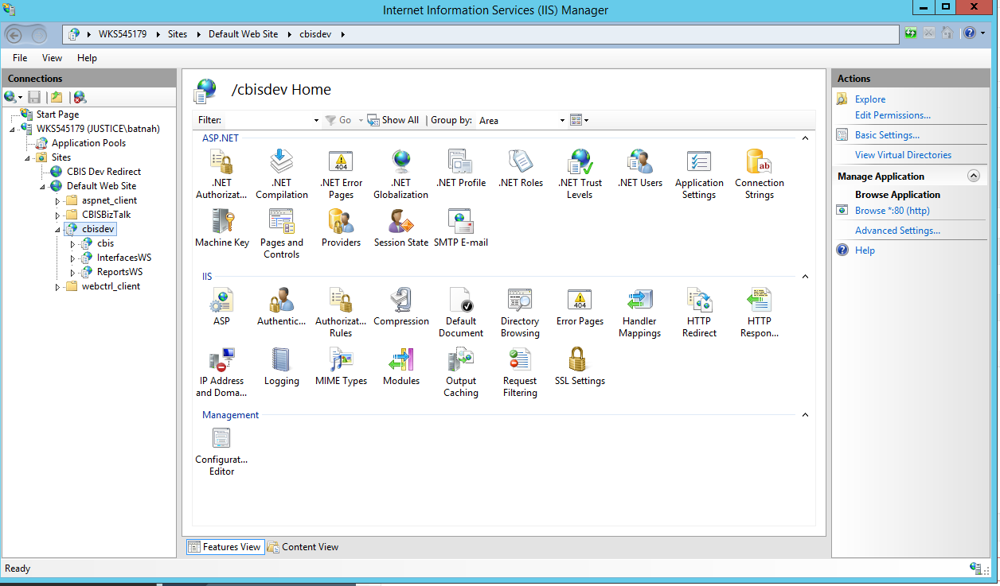 Internet Information Services (IIS) Manager
WKS545179 Sites Default Web Site cbisdev
File View Help
Connections
Start Page
WKS545179 (JUSTICE\batnah)
Application Pools
Sites
CBIS Dev Redirect
Default Web Site
aspnet_client
CBISBizTalk
cbisdev
cbis
InterfacesWS
ReportsWS
webctrl_client
/cbisdev Home
Filter: Go Show All Group by: Area
ASP.NET
.NET Authorizat...
.NET Compilation
.NET Error Pages
404
.NET Globalization
.NET Profile
.NET Roles
.NET Trust Levels
.NET Users
Application Settings
Connection Strings
ab
Machine Key
Pages and Controls
Providers
Session State
SMTP E-mail
IIS
ASP
Authentic...
Authorizat... Rules
Compression
Default Document
Directory Browsing
Error Pages
404
Handler Mappings
HTTP Redirect
HTTP Respon...
IP Address and Doma...
Logging
MIME Types
Modules
Output Caching
Request Filtering
SSL Settings
Management
Configurat... Editor
Features View Content View
Actions
Explore
Edit Permissions...
Basic Settings...
View Virtual Directories
Manage Application
Browse Application
Browse *:80 (http)
Advanced Settings...
Help
Ready